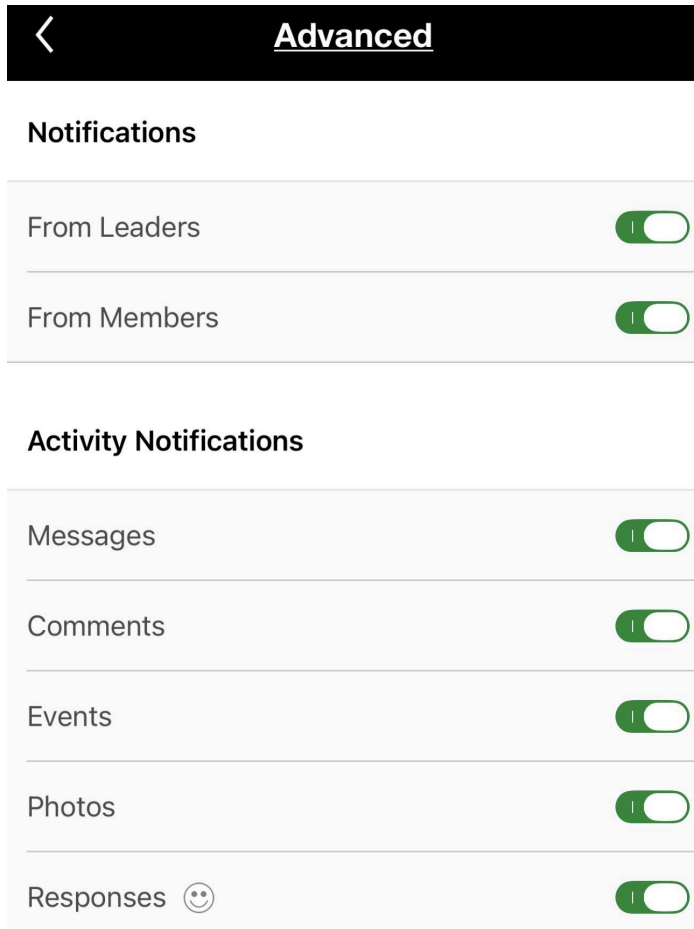 Advanced
Notifications
From Leaders
From Members
Activity Notifications
Messages
Comments
Events
Photos
Responses